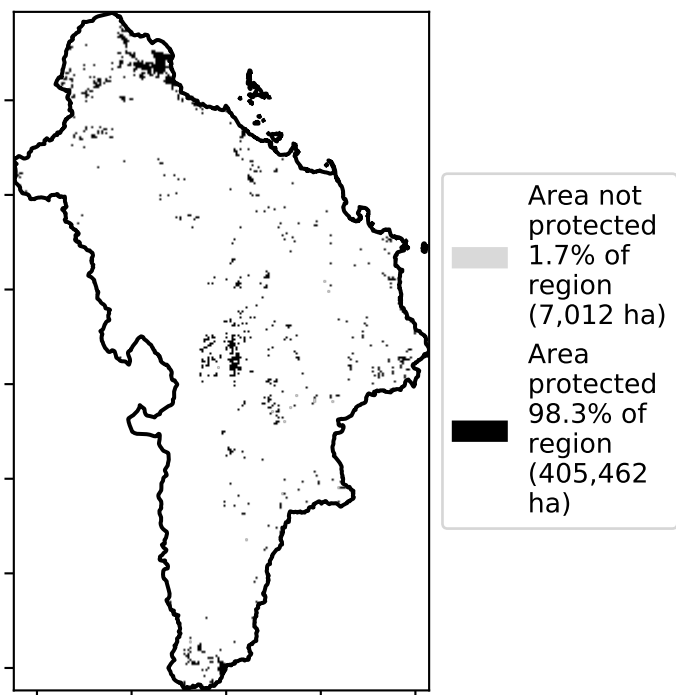 Area not
protected
1.7% of
region
(7,012 ha)
Area
protected
98.3% of
region
(405,462
ha)